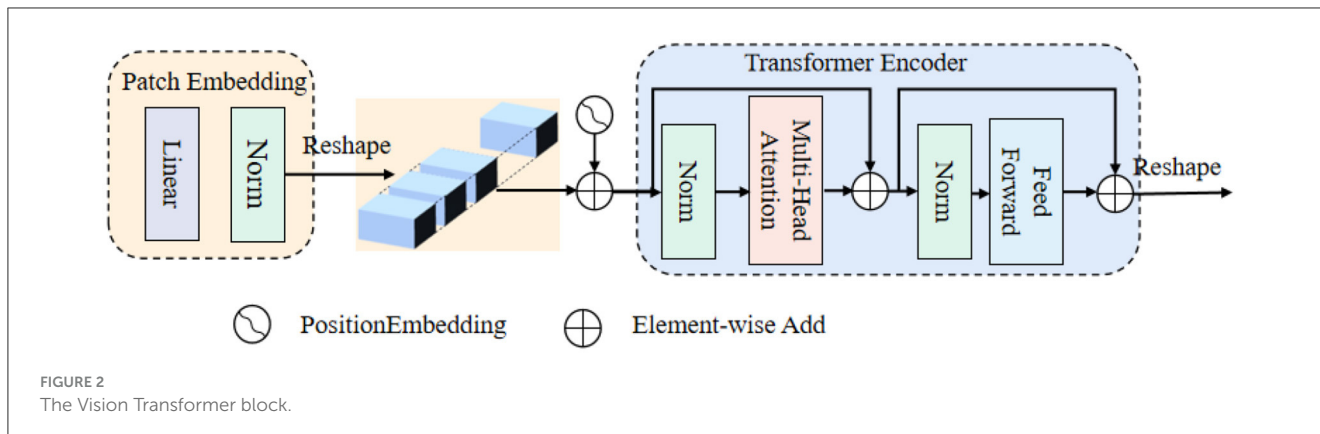 Patch Embedding
Linear
Norm
Reshape
Transformer Encoder
Norm
Multi-Head
Attention
Norm
Feed
Forward
Reshape
PositionEmbedding
Element-wise Add
FIGURE 2
The Vision Transformer block.